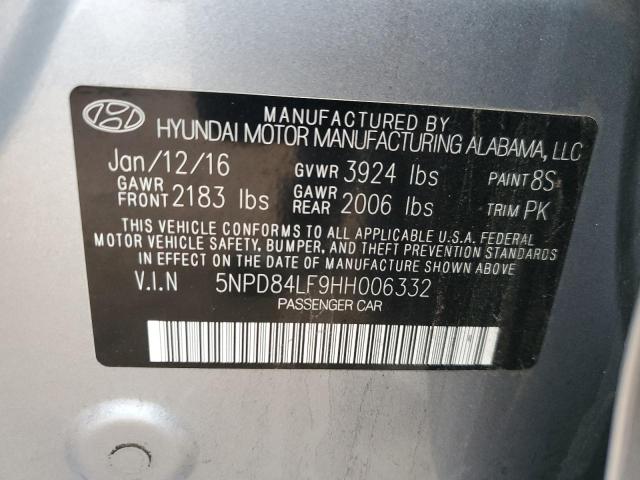 MANUFACTURED BY
HYUNDAI MOTOR MANUFACTURING ALABAMA, LLC
Jan/12/16 GVWR 3924 lbs PAINT 8S
GAWR FRONT 2183 lbs GAWR REAR 2006 lbs TRIM PK
THIS VEHICLE CONFORMS TO ALL APPLICABLE U.S.A. FEDERAL
MOTOR VEHICLE SAFETY, BUMPER, AND THEFT PREVENTION STANDARDS
IN EFFECT ON THE DATE OF MANUFACTURE SHOWN ABOVE
V.I.N 5NPD84LF9HH006332
PASSENGER CAR